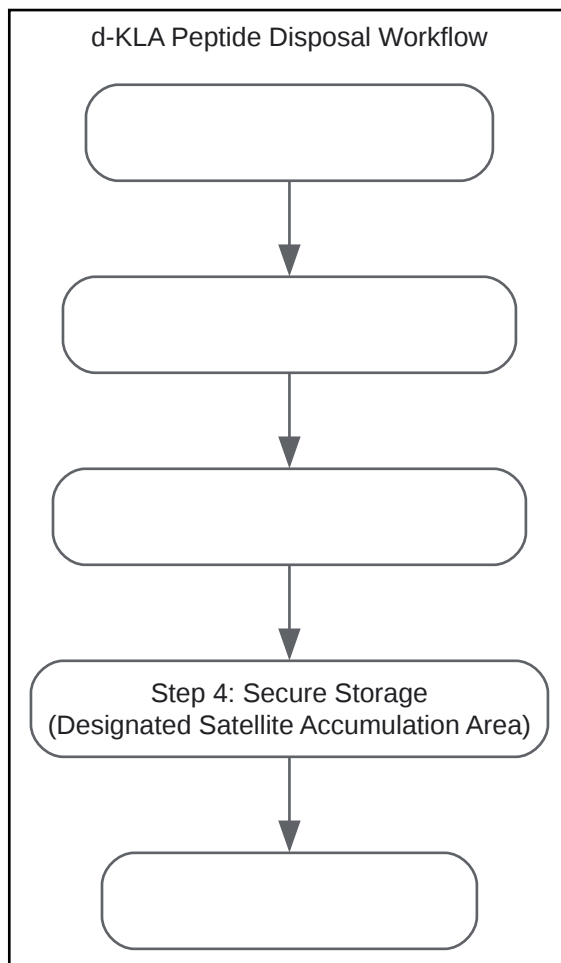 d-KLA Peptide Disposal Workflow
Step 4: Secure Storage
(Designated Satellite Accumulation Area)